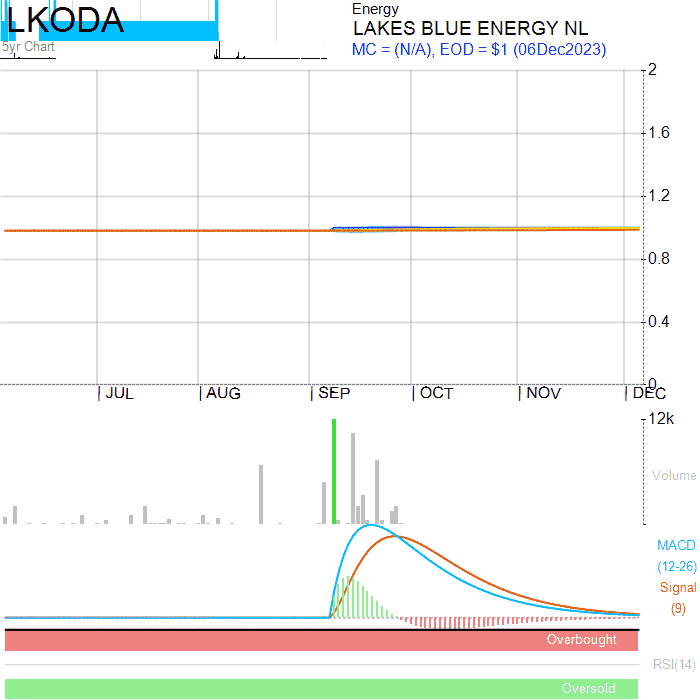 LKODA
5yr Chart
Energy
LAKES BLUE ENERGY NL
MC = (N/A), EOD = $1 (06Dec2023)
2
1.6
1.2
0.8
0.4
0
JUL AUG SEP OCT NOV DEC
12k
Volume
MACD
(12-26)
Signal
(9)
Overbought
RSI(14)
Oversold